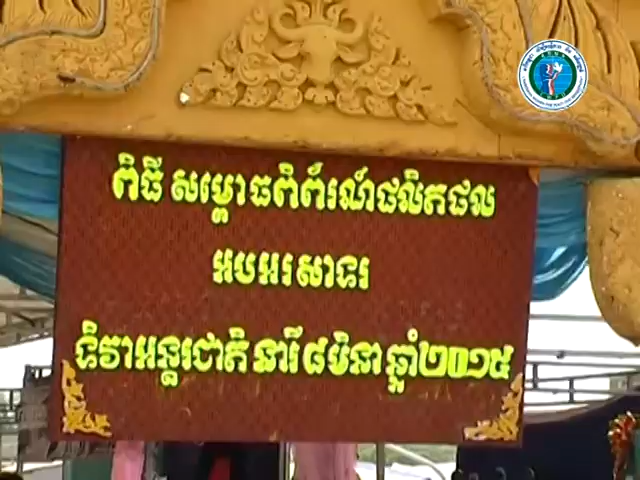 ពិធី សម្ពោធពិព័រណ៍ផលិតផល
អបអរសាទរ
ទិវាអន្តរជាតិ នារី ៨មិនា ឆ្នាំ២០១៥